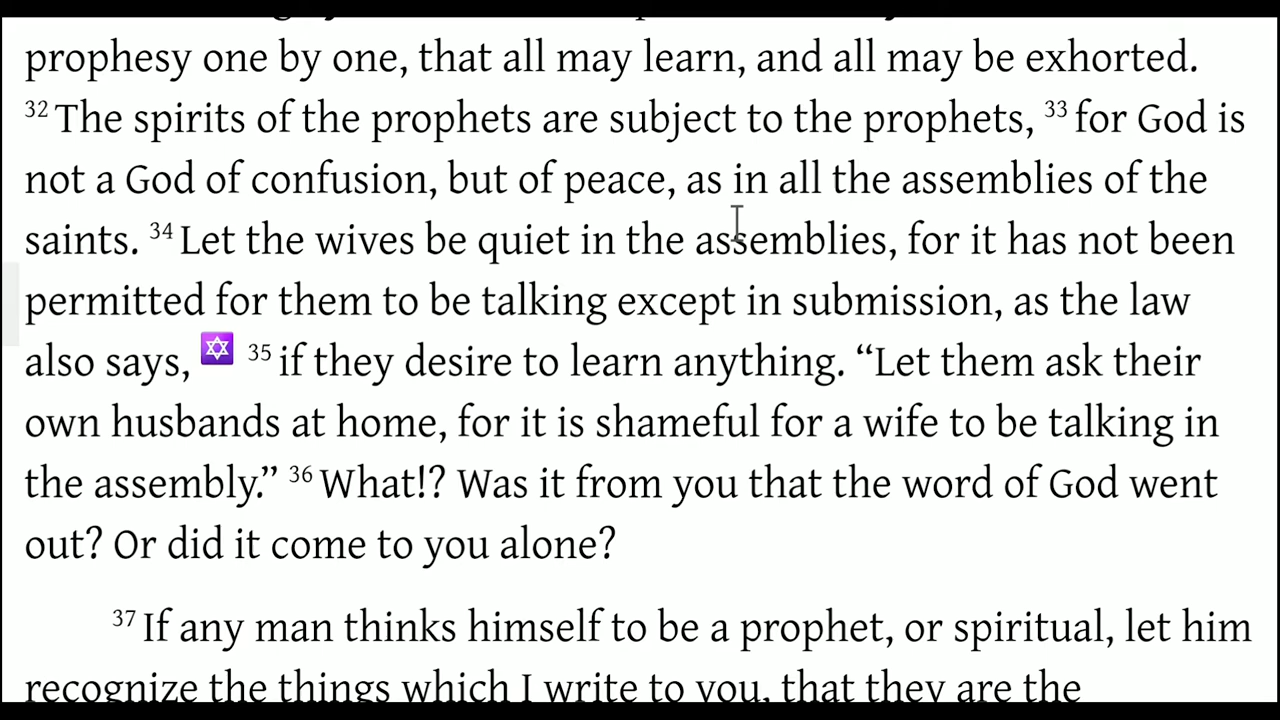 prophesy one by one, that all may learn, and all may be exhorted.
32 The spirits of the prophets are subject to the prophets, 33 for God is
not a God of confusion, but of peace, as in all the assemblies of the
saints. 34 Let the wives be quiet in the assemblies, for it has not been
permitted for them to be talking except in submission, as the law
also says, 🔯 35 if they desire to learn anything. “Let them ask their
own husbands at home, for it is shameful for a wife to be talking in
the assembly.” 36 What!? Was it from you that the word of God went
out? Or did it come to you alone?
37 If any man thinks himself to be a prophet, or spiritual, let him
recognize the things which I write to you, that they are the